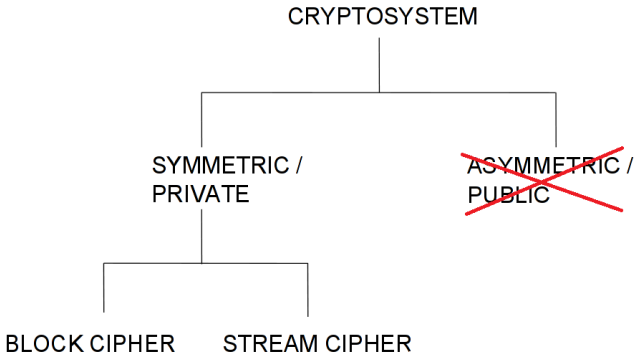 CRYPTOSYSTEM
SYMMETRIC /
PRIVATE
ASYMMETRIC /
PUBLIC
BLOCK CIPHER
STREAM CIPHER